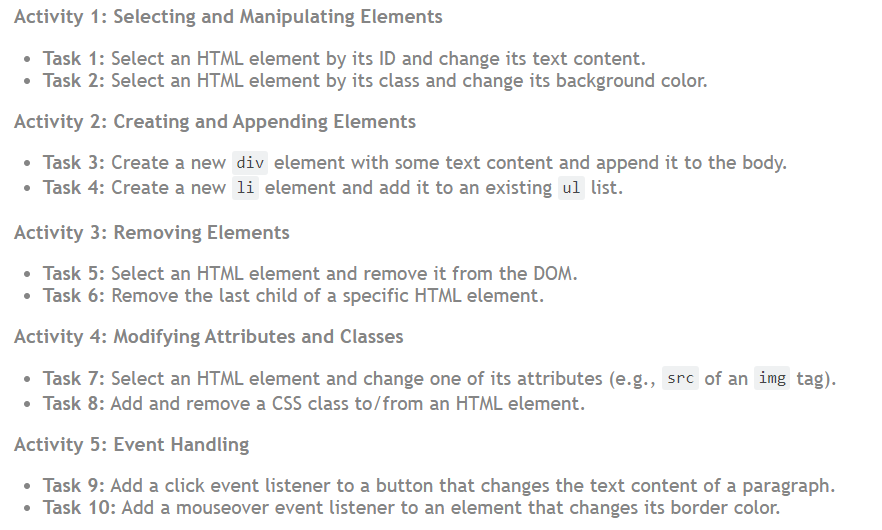 Activity 1: Selecting and Manipulating Elements
• Task 1: Select an HTML element by its ID and change its text content.
• Task 2: Select an HTML element by its class and change its background color.
Activity 2: Creating and Appending Elements
• Task 3: Create a new div element with some text content and append it to the body.
• Task 4: Create a new li element and add it to an existing ul list.
Activity 3: Removing Elements
• Task 5: Select an HTML element and remove it from the DOM.
• Task 6: Remove the last child of a specific HTML element.
Activity 4: Modifying Attributes and Classes
• Task 7: Select an HTML element and change one of its attributes (e.g., src of an img tag).
• Task 8: Add and remove a CSS class to/from an HTML element.
Activity 5: Event Handling
• Task 9: Add a click event listener to a button that changes the text content of a paragraph.
• Task 10: Add a mouseover event listener to an element that changes its border color.